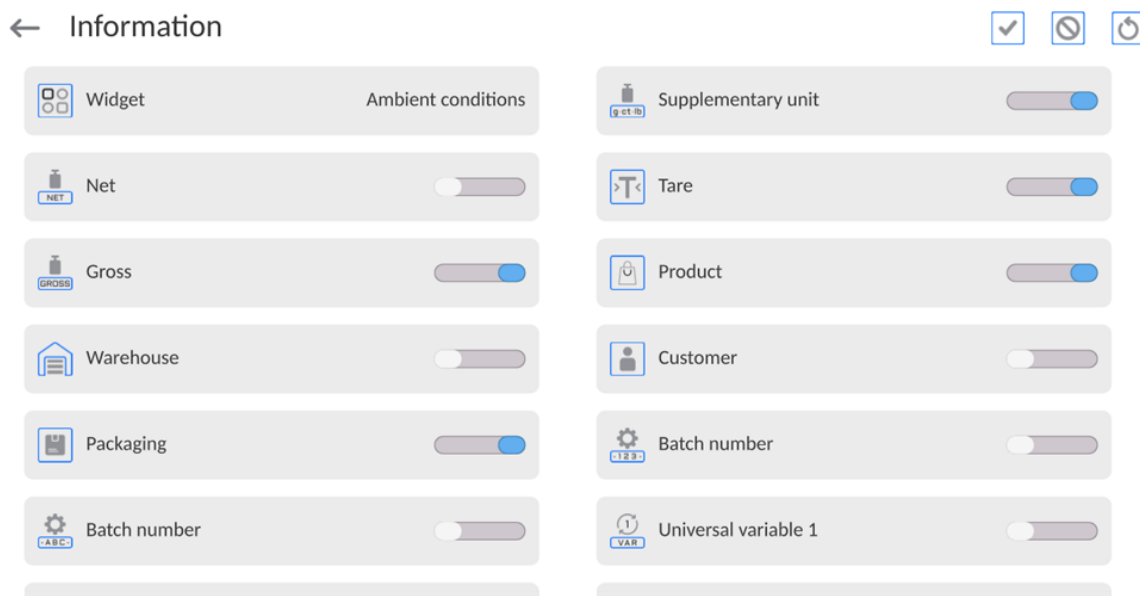 Information
Widget Ambient conditions
g·ct·lb Supplementary unit
NET Net
T Tare
GROSS Gross
Product
Warehouse
Customer
Packaging
-123- Batch number
-ABC- Batch number
1 VAR Universal variable 1